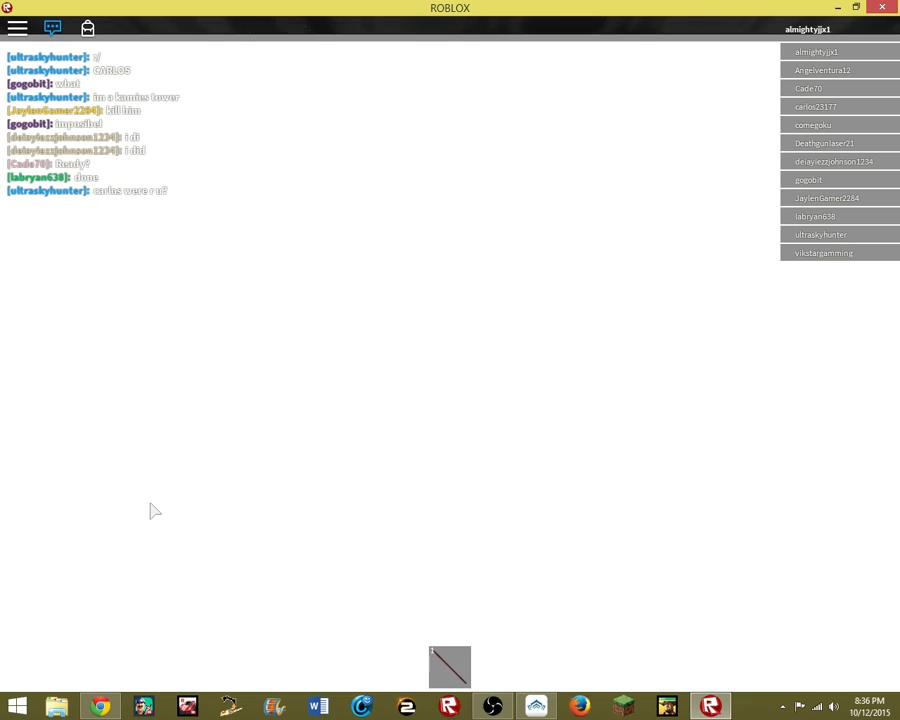 ROBLOX
almightyjjx1
[ultraskyhunter]: :/
[ultraskyhunter]: CARLOS
[gogobit]: what
[ultraskyhunter]: im a kamies tower
[JaylenGamer2284]: kill him
[gogobit]: imposibel
[deiayiezzjohnson1234]: i di
[deiayiezzjohnson1234]: i did
[Cade70]: Ready?
[labryan638]: done
[ultraskyhunter]: carlos were r u?
almightyjjx1
Angelventura12
Cade70
carlos23177
comegoku
Deathgunlaser21
deiayiezzjohnson1234
gogobit
JaylenGamer2284
labryan638
ultraskyhunter
vikstargamming
1
8:36 PM
10/12/2015